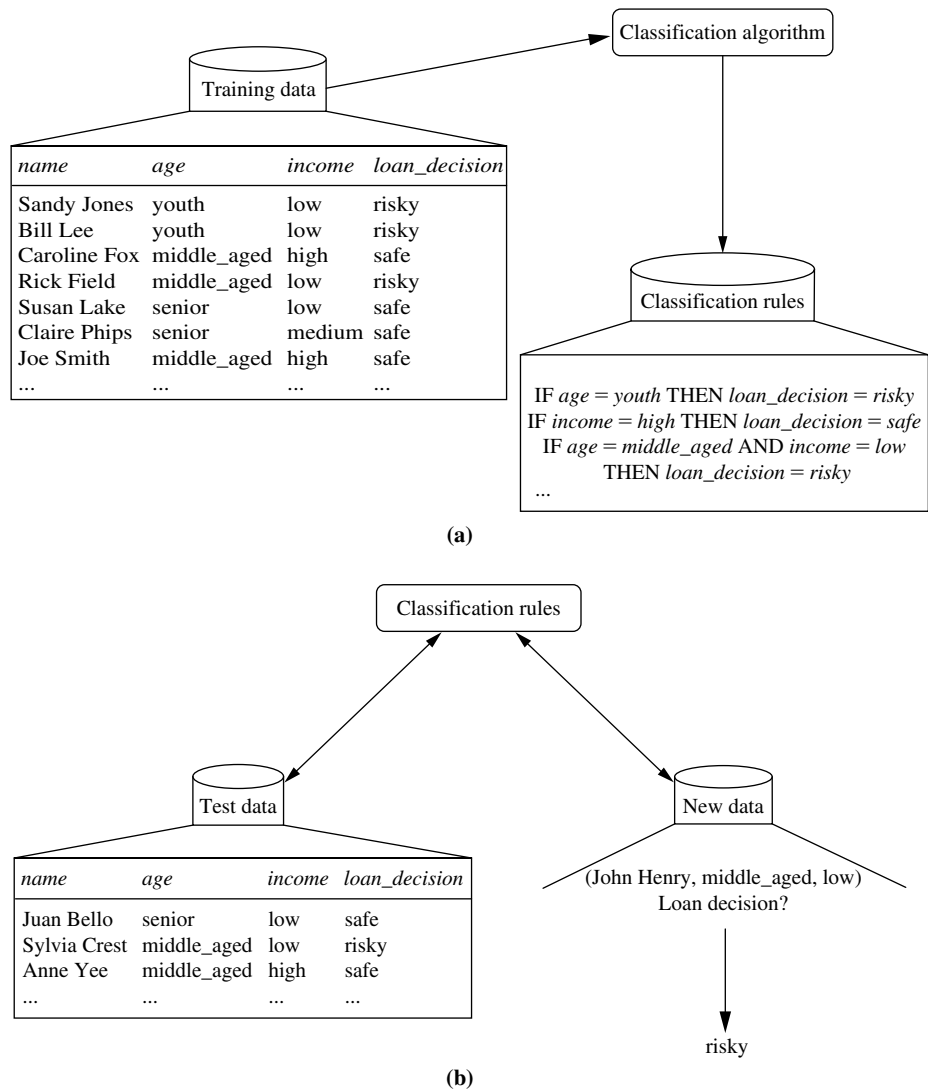 Classification algorithm
Training data
name age income loan_decision
Sandy Jones youth low risky
Bill Lee youth low risky
Caroline Fox middle_aged high safe
Rick Field middle_aged low risky
Susan Lake senior low safe
Claire Phips senior medium safe
Joe Smith middle_aged high safe
... ... ... ...
Classification rules
IF age = youth THEN loan_decision = risky
IF income = high THEN loan_decision = safe
IF age = middle_aged AND income = low
THEN loan_decision = risky
...
(a)
Classification rules
Test data
name age income loan_decision
Juan Bello senior low safe
Sylvia Crest middle_aged low risky
Anne Yee middle_aged high safe
... ... ... ...
New data
(John Henry, middle_aged, low)
Loan decision?
risky
(b)